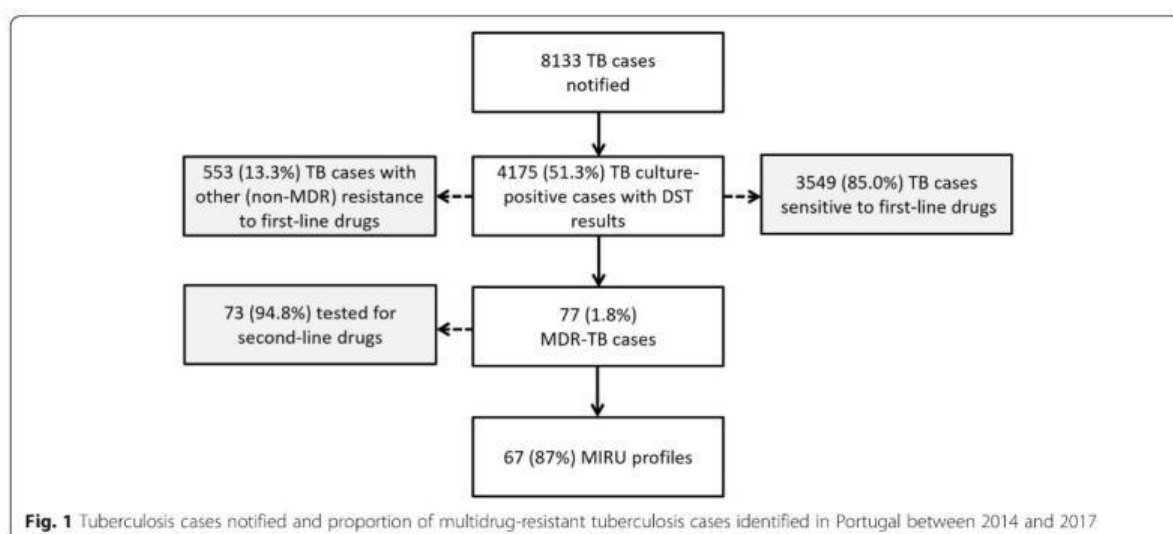 8133 TB cases
notified
553 (13.3%) TB cases with
other (non-MDR) resistance
to first-line drugs
4175 (51.3%) TB culture-
positive cases with DST
results
3549 (85.0%) TB cases
sensitive to first-line drugs
73 (94.8%) tested for
second-line drugs
77 (1.8%)
MDR-TB cases
67 (87%) MIRU profiles
Fig. 1 Tuberculosis cases notified and proportion of multidrug-resistant tuberculosis cases identified in Portugal between 2014 and 2017